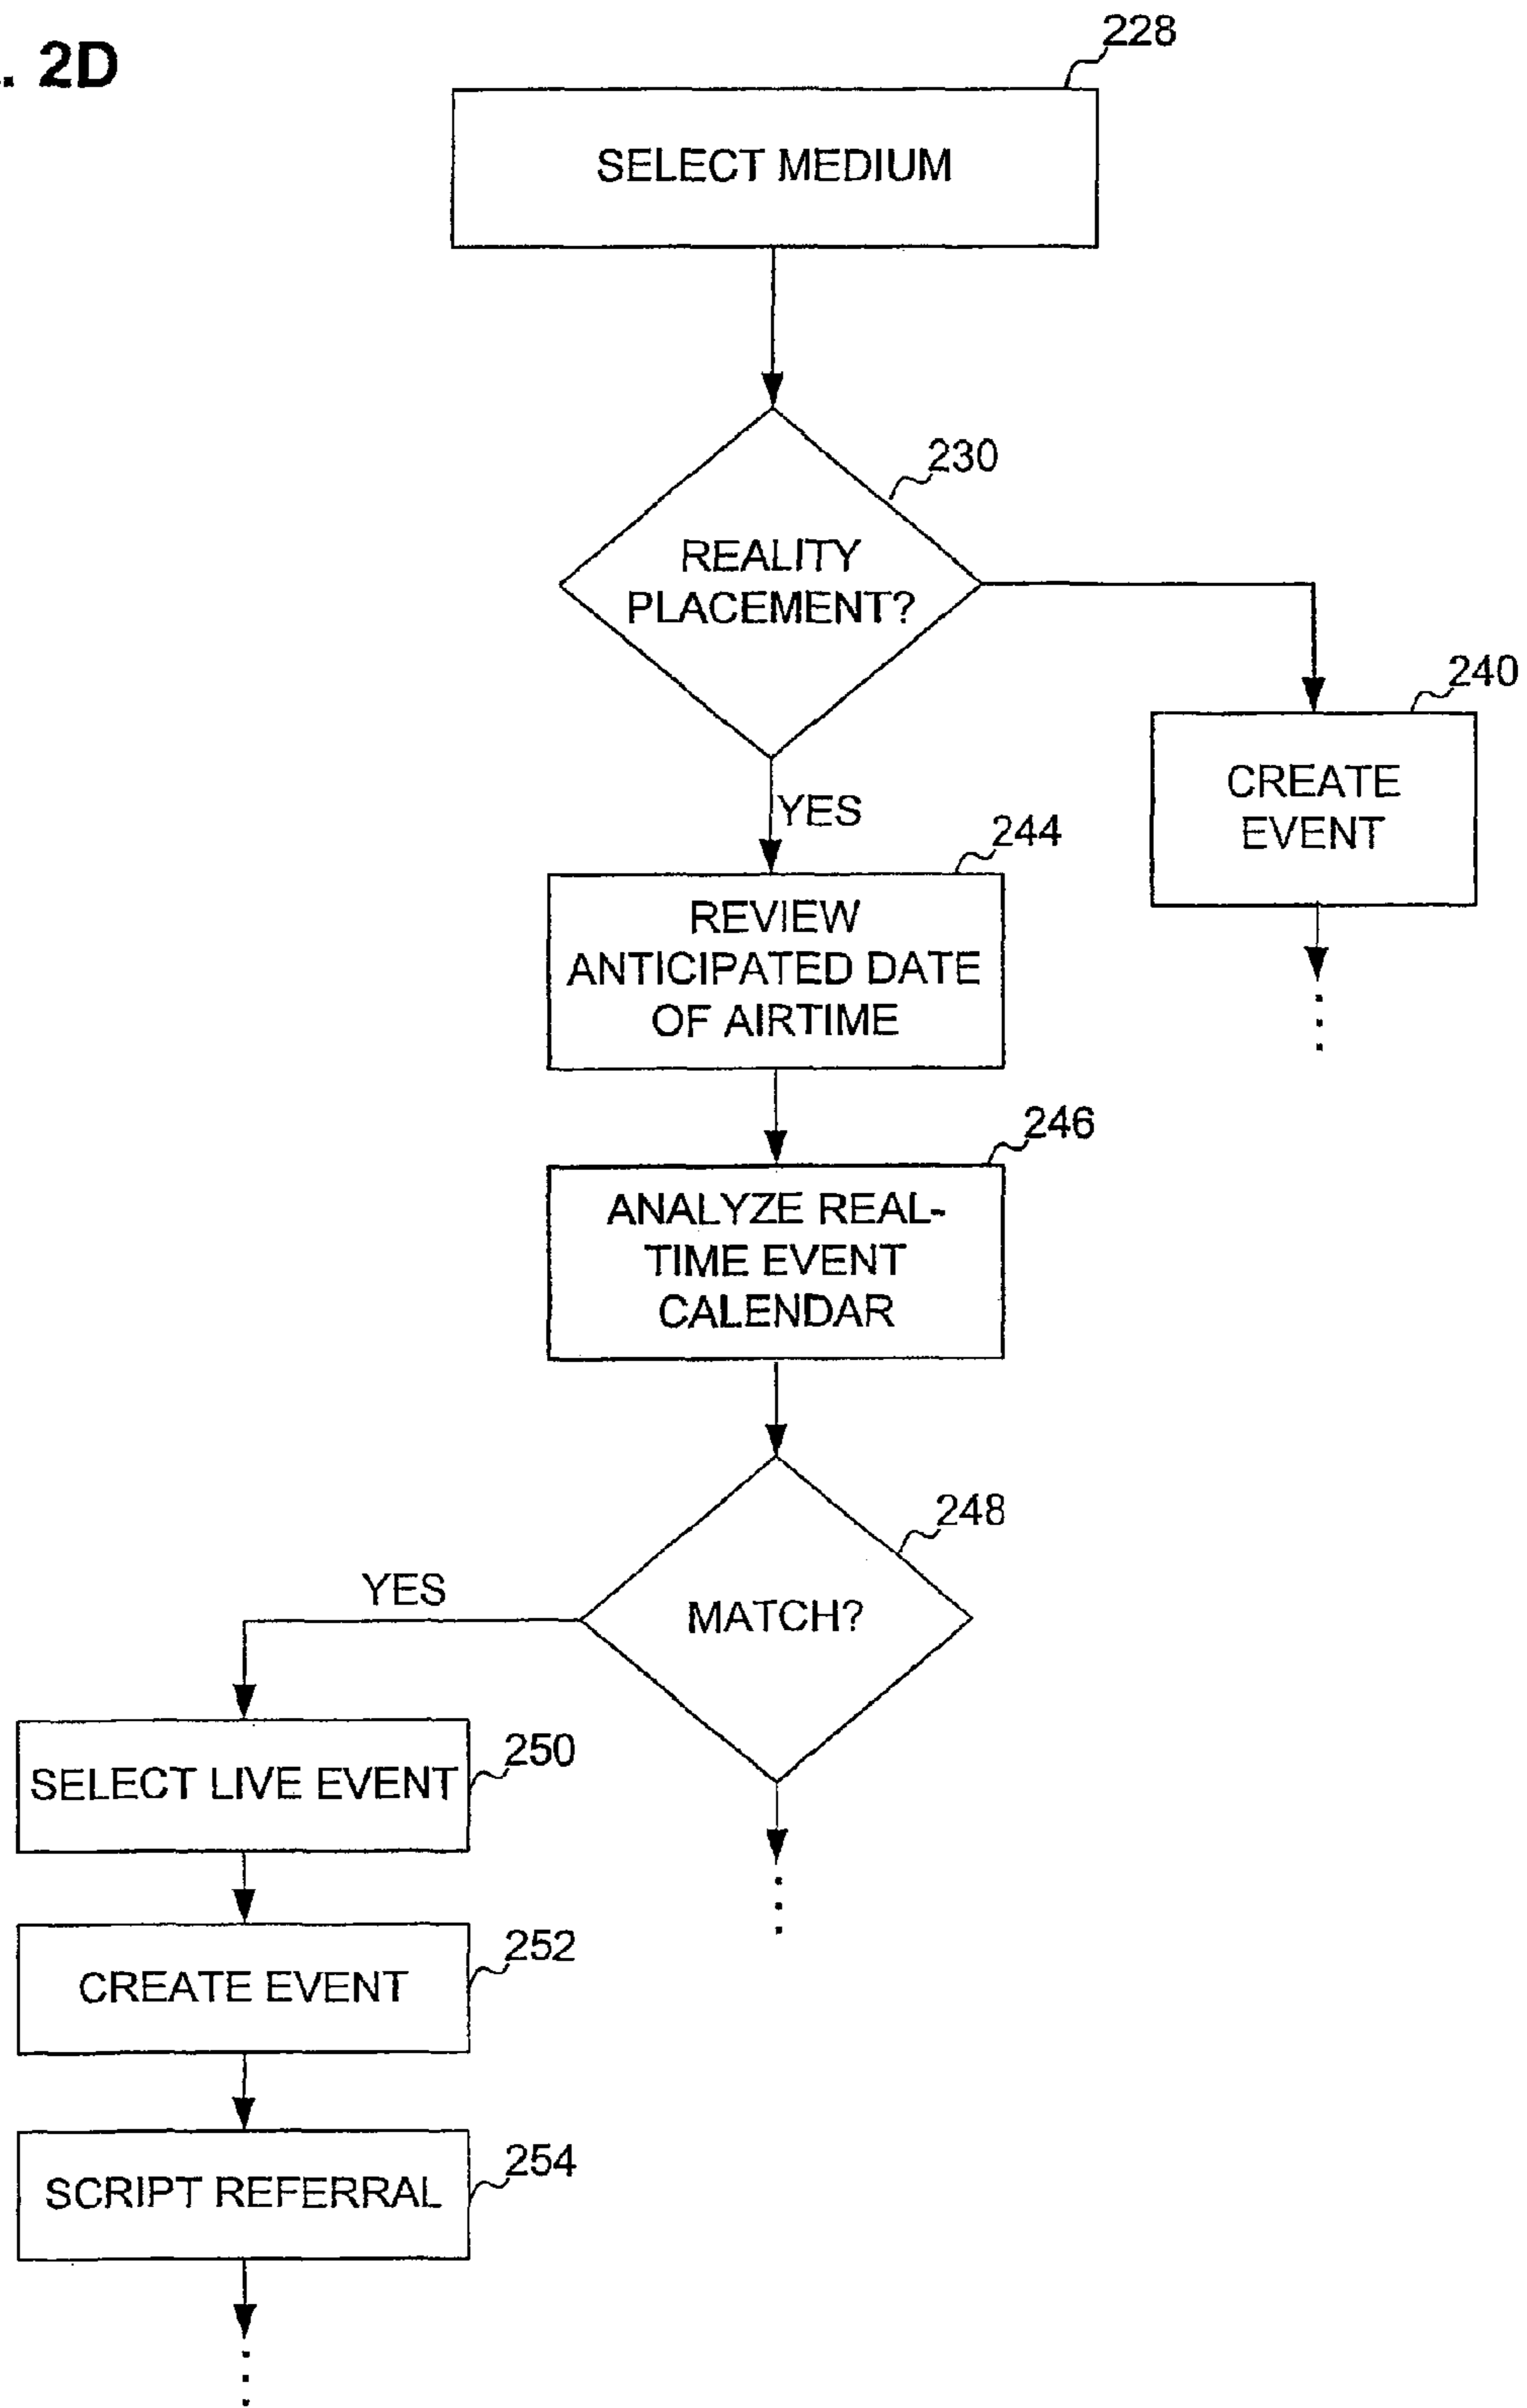 . 2D
228
SELECT MEDIUM
230
REALITY
PLACEMENT?
240
CREATE
EVENT
YES
244
REVIEW
ANTICIPATED DATE
OF AIRTIME
246
ANALYZE REAL-
TIME EVENT
CALENDAR
248
MATCH?
YES
250
SELECT LIVE EVENT
252
CREATE EVENT
254
SCRIPT REFERRAL